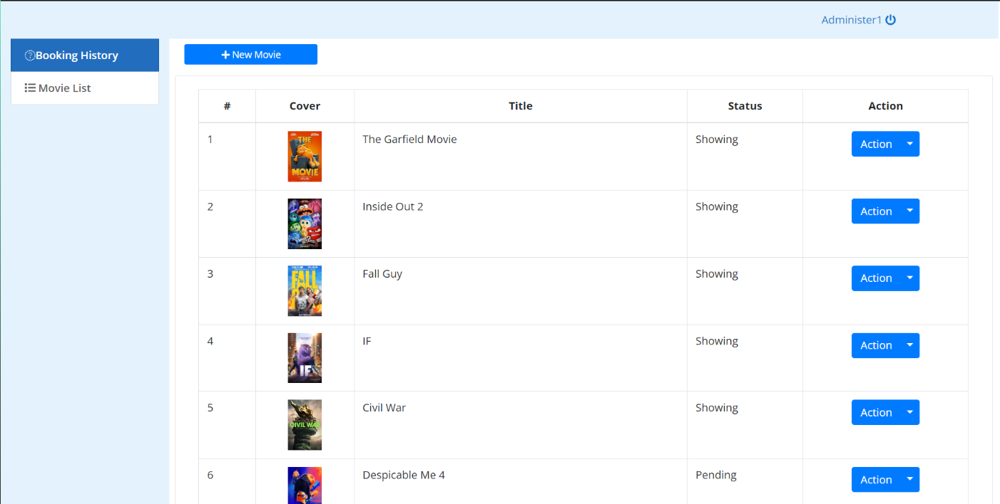 Administer1
Booking History
Movie List
New Movie
# Cover Title Status Action
1 THE MOVIE The Garfield Movie Showing Action
2 Inside Out 2 Showing Action
3 FALL Fall Guy Showing Action
4 IF IF Showing Action
5 CIVIL WAR Civil War Showing Action
6 Despicable Me 4 Pending Action